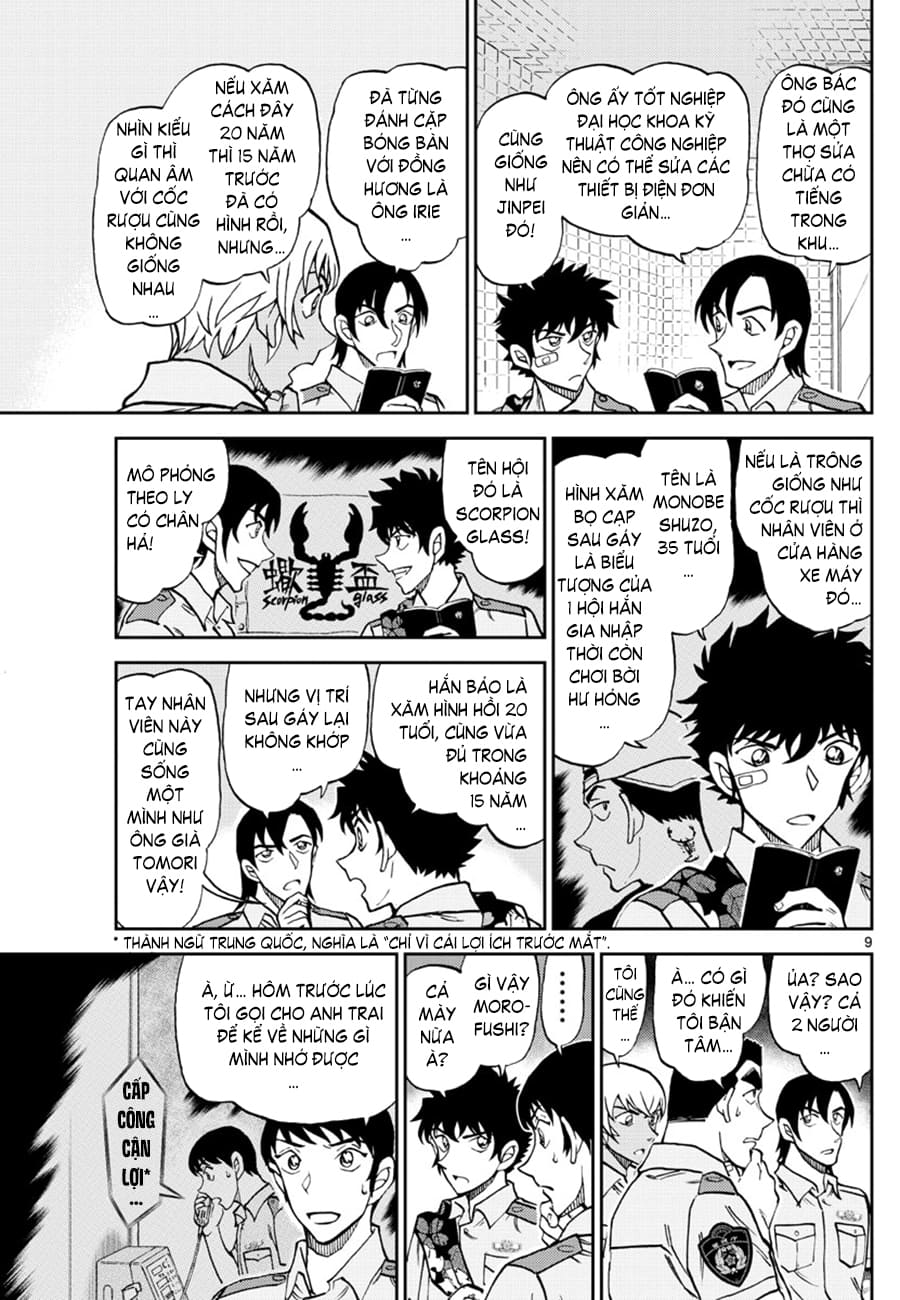 ÔNG BÁC
ĐÓ CŨNG
LÀ MỘT
THỢ SỬA
CHỮA CÓ
TIẾNG
TRONG
KHU...
ÔNG ẤY TỐT NGHIỆP
ĐẠI HỌC KHOA KỸ
THUẬT CÔNG NGHIỆP
NÊN CÓ THỂ SỬA CÁC
THIẾT BỊ ĐIỆN ĐƠN
GIẢN...
CŨNG
GIỐNG
NHƯ
JINPEI
ĐÓ!
ĐÃ TỪNG
ĐÁNH CẶP
BÓNG BÀN
VỚI ĐỒNG
HƯƠNG LÀ
ÔNG IRIE
...
NẾU XĂM
CÁCH ĐÂY
20 NĂM
THÌ 15 NĂM
TRƯỚC
ĐÃ CÓ
HÌNH RỒI,
NHƯNG...
NHÌN KIỂU
GÌ THÌ
QUAN ÂM
VỚI CỐC
RƯỢU CŨNG
KHÔNG
GIỐNG
NHAU
...
NẾU LÀ TRÔNG
GIỐNG NHƯ
CỐC RƯỢU THÌ
NHÂN VIÊN Ở
CỬA HÀNG
XE MÁY
ĐÓ...
TÊN LÀ
MONOBE
SHUZO,
35 TUỔI
...
HÌNH XĂM
BỌ CẠP
SAU GÁY
LÀ BIỂU
TƯỢNG CỦA
1 HỘI HẮN
GIA NHẬP
THỜI CÒN
CHƠI BỜI
HƯ HỎNG
...
TÊN HỘI
ĐÓ LÀ
SCORPION
GLASS!
蠍 盃
scorpion glass
MÔ PHỎNG
THEO LY
CÓ CHÂN
HẢ!
HẮN BẢO LÀ
XĂM HÌNH HỒI 20
TUỔI, CŨNG VỪA
ĐỦ TRONG
KHOẢNG
15 NĂM
NHƯNG VỊ TRÍ
SAU GÁY LẠI
KHÔNG KHỚP
...
TAY NHÂN
VIÊN NÀY
CŨNG
SỐNG
MỘT
MÌNH NHƯ
ÔNG GIÀ
TOMORI
VẬY!
* THÀNH NGỮ TRUNG QUỐC, NGHĨA LÀ "CHỈ VÌ CÁI LỢI ÍCH TRƯỚC MẮT".
9
ỦA? SAO
VẬY? CẢ
2 NGƯỜI
...
À... CÓ GÌ
ĐÓ KHIẾN
TÔI BẬN
TÂM...
TÔI
CŨNG
THẾ
...
.....
GÌ VẬY
MORO-
FUSHI?
CẢ
MÀY
NỮA
À?
À, Ừ... HÔM TRƯỚC LÚC
TÔI GỌI CHO ANH TRAI
ĐỂ KỂ VỀ NHỮNG GÌ
MÌNH NHỚ ĐƯỢC
...
CẤP
CÔNG
CẬN
LỢI*
...